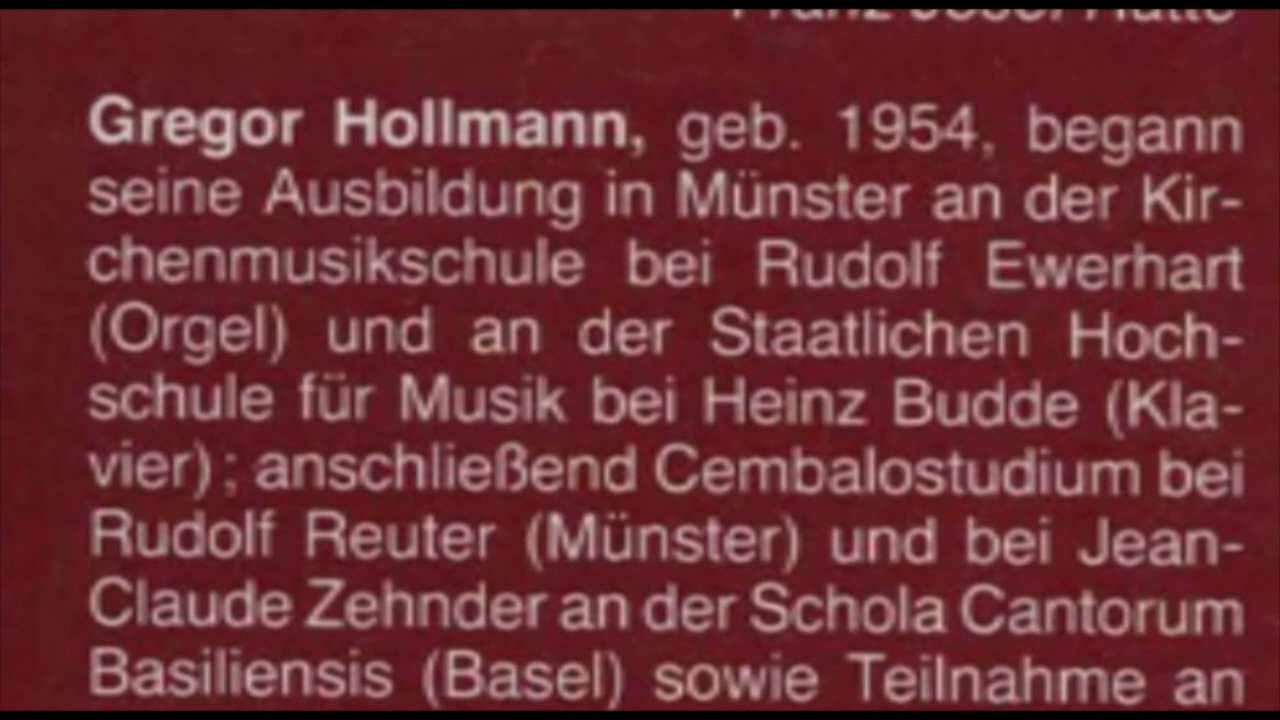 Gregor Hollmann, geb. 1954, begann
seine Ausbildung in Münster an der Kir-
chenmusikschule bei Rudolf Ewerhart
(Orgel) und an der Staatlichen Hoch-
schule für Musik bei Heinz Budde (Kla-
vier); anschließend Cembalostudium bei
Rudolf Reuter (Münster) und bei Jean-
Claude Zehnder an der Schola Cantorum
Basiliensis (Basel) sowie Teilnahme an